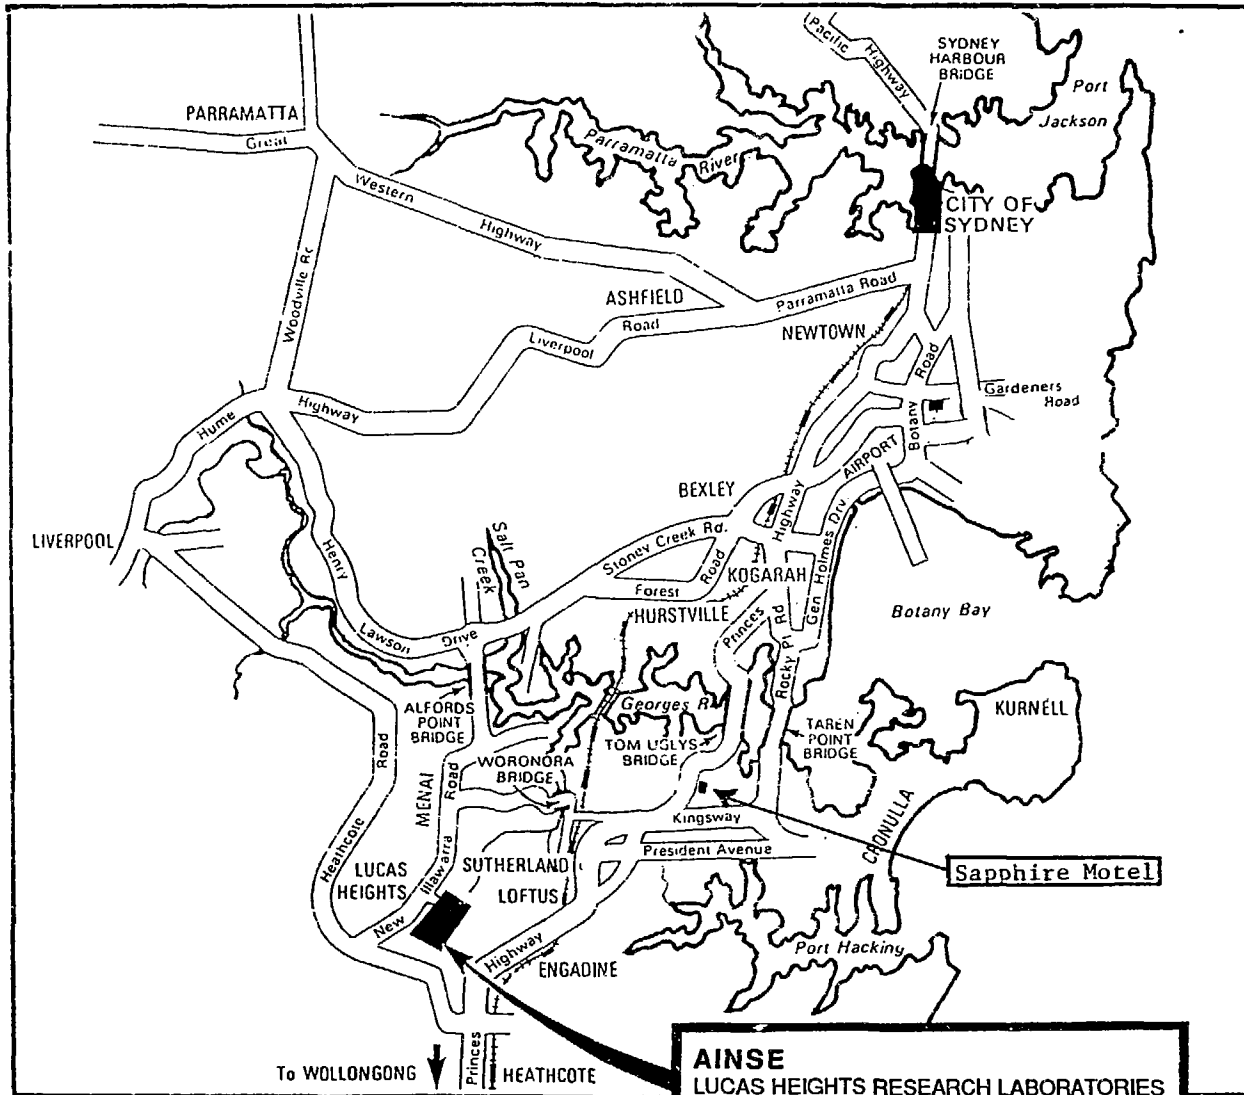 Pacific Highway
SYDNEY
HARBOUR
BRIDGE
Port
Jackson
PARRAMATTA
Great
Western
Highway
Parramatta River
CITY OF
SYDNEY
Woodville Rd
ASHFIELD
Parramatta Road
Liverpool
Road
NEWTOWN
Road
Botany
Gardeners
Road
Hume
Highway
AIRPORT
BEXLEY
Highway
LIVERPOOL
Henry
Lawson
Drive
Salt Pan
Creek
Stoney Creek Rd.
Forest
Road
KOGARAH
Gen Holmes Drv.
HURSTVILLE
Princes
Rocky Pt Rd
Botany Bay
ALFORDS
POINT
BRIDGE
Georges R
TOM UGLYS
BRIDGE
TAREN
POINT
BRIDGE
KURNELL
WORONORA
BRIDGE
MENAI
Road
Heathcote
Road
Kingsway
President Avenue
CRONULLA
LUCAS
HEIGHTS
New
Illawarra
SUTHERLAND
LOFTUS
Sapphire Motel
Highway
ENGADINE
Port Hacking
To WOLLONGONG
Princes
HEATHCOTE
AINSE
LUCAS HEIGHTS RESEARCH LABORATORIES